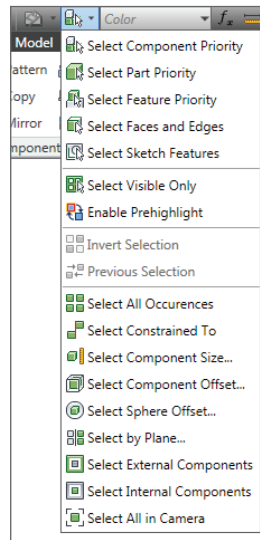 Color fx
Model
Select Component Priority
attern
Select Part Priority
opy
Select Feature Priority
Mirror
Select Faces and Edges
mponent
Select Sketch Features
Select Visible Only
Enable Prehighlight
Invert Selection
Previous Selection
Select All Occurences
Select Constrained To
Select Component Size...
Select Component Offset...
Select Sphere Offset...
Select by Plane...
Select External Components
Select Internal Components
Select All in Camera